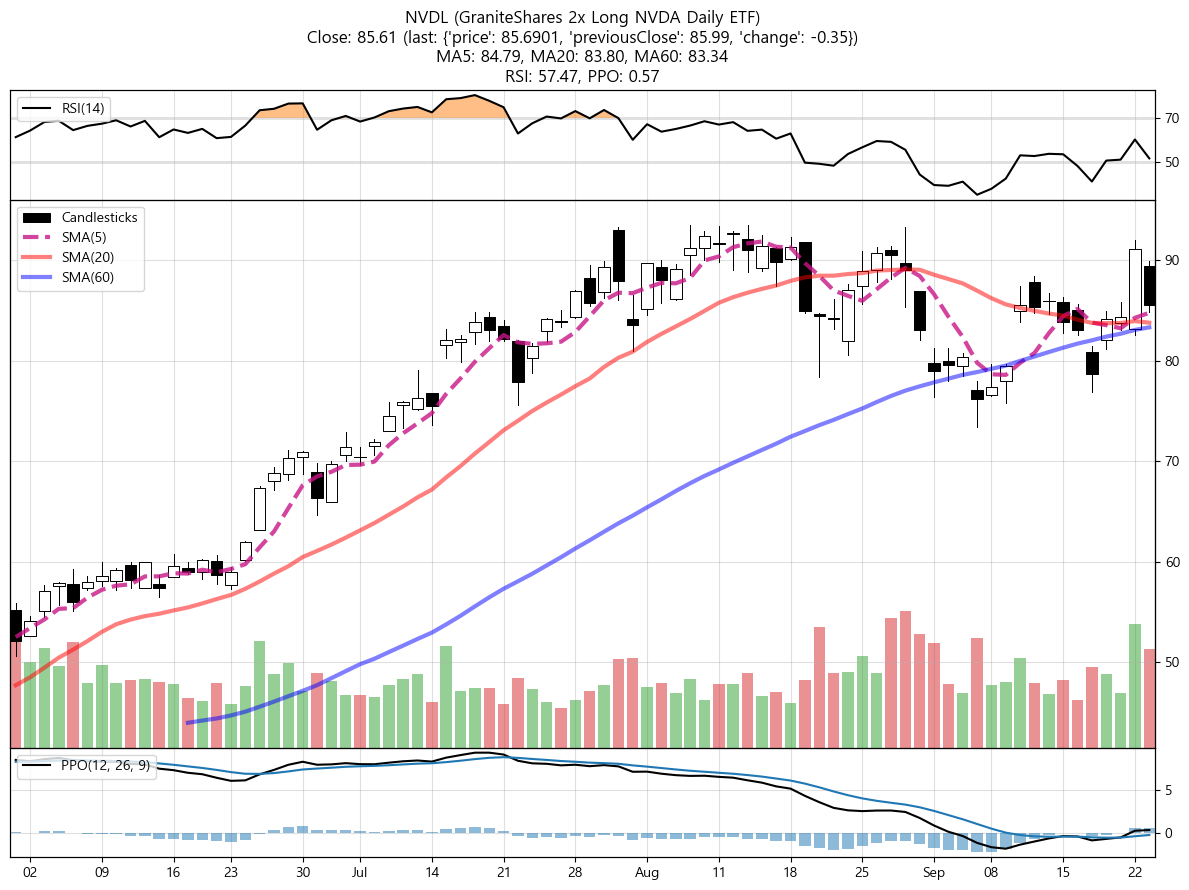 NVDL (GraniteShares 2x Long NVDA Daily ETF)
Close: 85.61 (last: {'price': 85.6901, 'previousClose': 85.99, 'change': -0.35})
MA5: 84.79, MA20: 83.80, MA60: 83.34
RSI: 57.47, PPO: 0.57
RSI(14)
70
50
Candlesticks
SMA(5)
SMA(20)
SMA(60)
90
80
70
60
50
PPO(12, 26, 9)
5
0
02 09 16 23 30 Jul 14 21 28 Aug 11 18 25 Sep 08 15 22